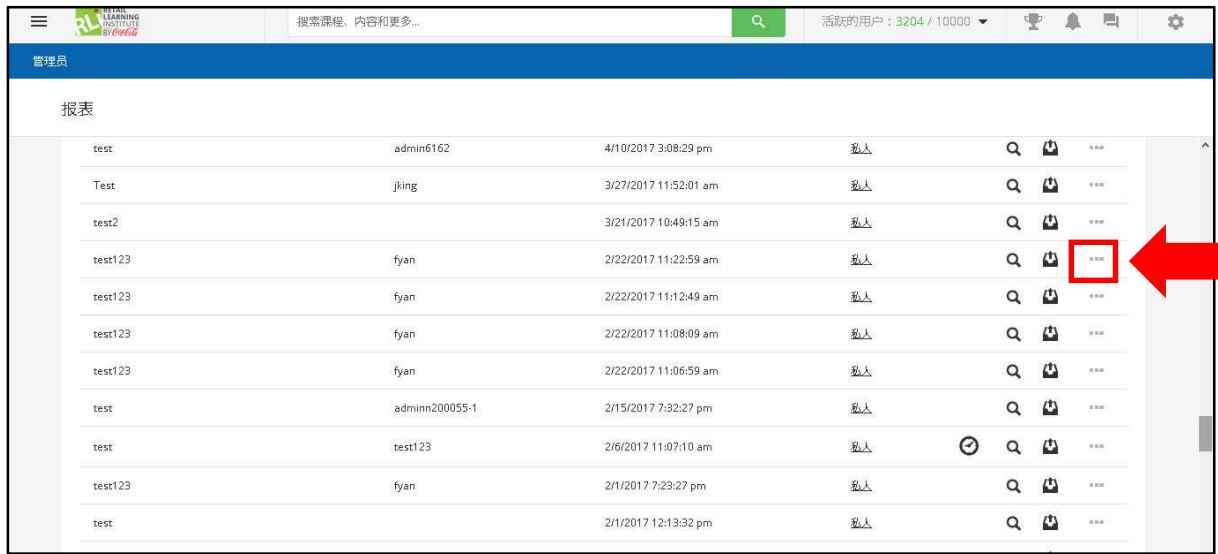 RETAIL
LEARNING
INSTITUTE
BY Coca-Cola
RLI
搜索课程、内容和更多...
活跃的用户：3204 / 10000
管理员
报表
test admin6162 4/10/2017 3:08:29 pm 私人
Test jking 3/27/2017 11:52:01 am 私人
test2 3/21/2017 10:49:15 am 私人
test123 fyan 2/22/2017 11:22:59 am 私人
test123 fyan 2/22/2017 11:12:49 am 私人
test123 fyan 2/22/2017 11:08:09 am 私人
test123 fyan 2/22/2017 11:06:59 am 私人
test adminn200055-1 2/15/2017 7:32:27 pm 私人
test test123 2/6/2017 11:07:10 am 私人
test123 fyan 2/1/2017 7:23:27 pm 私人
test 2/1/2017 12:13:32 pm 私人